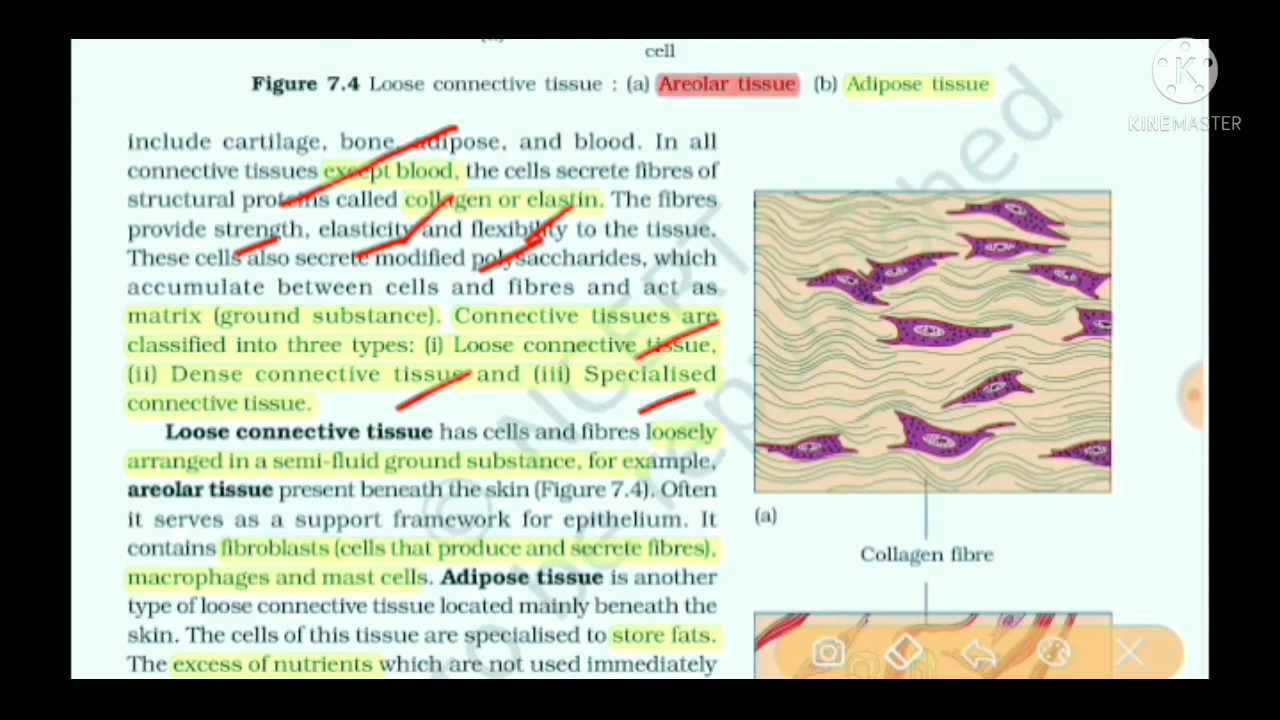 cell
Figure 7.4 Loose connective tissue : (a) Areolar tissue (b) Adipose tissue
KINEMASTER
include cartilage, bone, adipose, and blood. In all
connective tissues except blood, the cells secrete fibres of
structural proteins called collagen or elastin. The fibres
provide strength, elasticity and flexibility to the tissue.
These cells also secrete modified polysaccharides, which
accumulate between cells and fibres and act as
matrix (ground substance). Connective tissues are
classified into three types: (i) Loose connective tissue,
(ii) Dense connective tissue and (iii) Specialised
connective tissue.
Loose connective tissue has cells and fibres loosely
arranged in a semi-fluid ground substance, for example,
areolar tissue present beneath the skin (Figure 7.4). Often
it serves as a support framework for epithelium. It
contains fibroblasts (cells that produce and secrete fibres),
macrophages and mast cells. Adipose tissue is another
type of loose connective tissue located mainly beneath the
skin. The cells of this tissue are specialised to store fats.
The excess of nutrients which are not used immediately
(a)
Collagen fibre
© NCERT